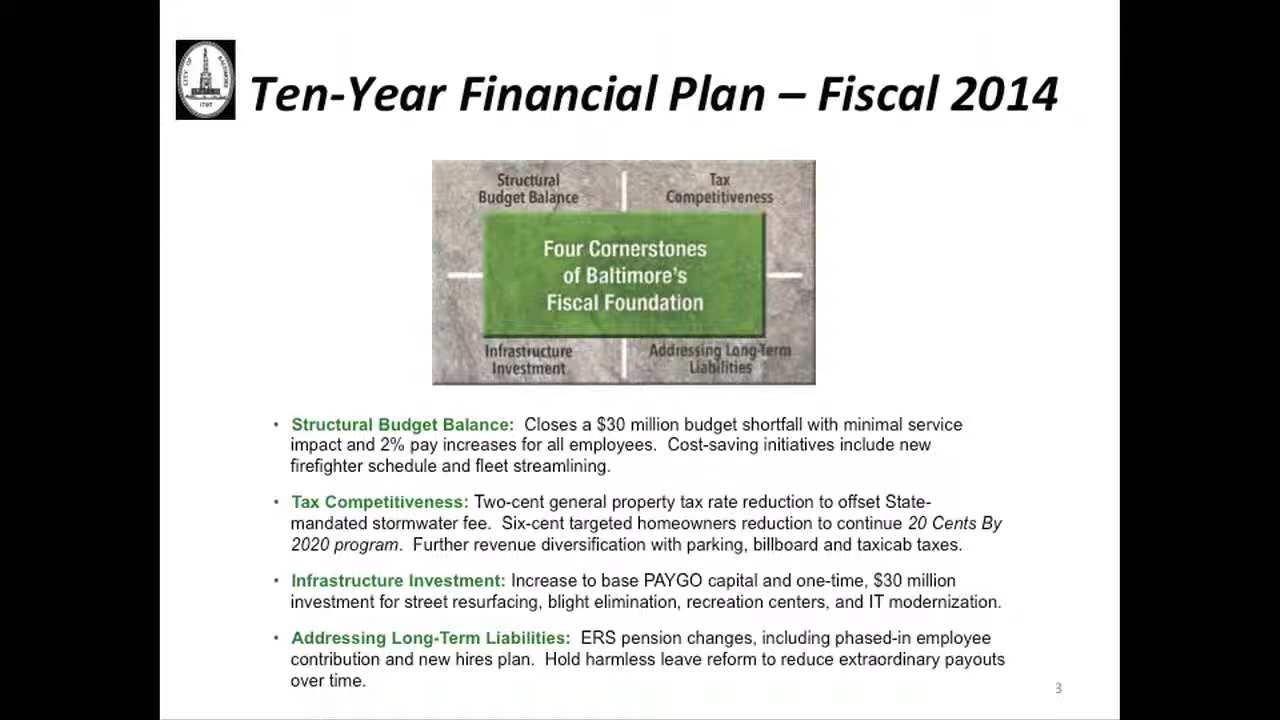 CITY OF BALTIMORE
1797
Ten-Year Financial Plan – Fiscal 2014
Structural
Budget Balance
Tax
Competitiveness
Four Cornerstones
of Baltimore's
Fiscal Foundation
Infrastructure
Investment
Addressing Long-Term
Liabilities
• Structural Budget Balance: Closes a $30 million budget shortfall with minimal service
impact and 2% pay increases for all employees. Cost-saving initiatives include new
firefighter schedule and fleet streamlining.
• Tax Competitiveness: Two-cent general property tax rate reduction to offset State-
mandated stormwater fee. Six-cent targeted homeowners reduction to continue 20 Cents By
2020 program. Further revenue diversification with parking, billboard and taxicab taxes.
• Infrastructure Investment: Increase to base PAYGO capital and one-time, $30 million
investment for street resurfacing, blight elimination, recreation centers, and IT modernization.
• Addressing Long-Term Liabilities: ERS pension changes, including phased-in employee
contribution and new hires plan. Hold harmless leave reform to reduce extraordinary payouts
over time.
3